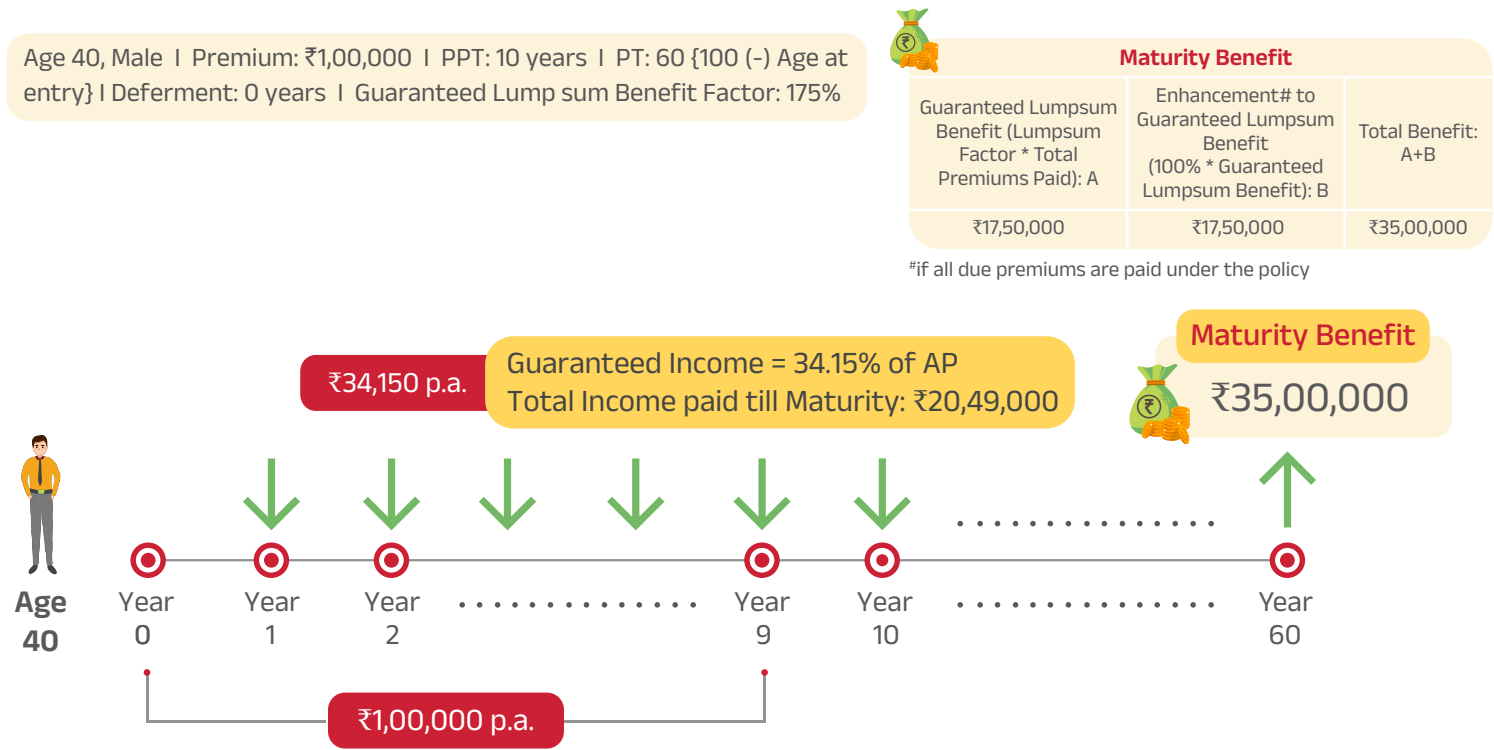 Age 40, Male I Premium: ₹1,00,000 I PPT: 10 years I PT: 60 {100 (-) Age at
entry} I Deferment: 0 years I Guaranteed Lump sum Benefit Factor: 175%
₹
Maturity Benefit
Guaranteed Lumpsum
Benefit (Lumpsum
Factor * Total
Premiums Paid): A
Enhancement# to
Guaranteed Lumpsum
Benefit
(100% * Guaranteed
Lumpsum Benefit): B
Total Benefit:
A+B
₹17,50,000
₹17,50,000
₹35,00,000
#if all due premiums are paid under the policy
₹34,150 p.a.
Guaranteed Income = 34.15% of AP
Total Income paid till Maturity: ₹20,49,000
Maturity Benefit
₹
₹35,00,000
Age
40
Year
0
Year
1
Year
2
Year
9
Year
10
Year
60
₹1,00,000 p.a.